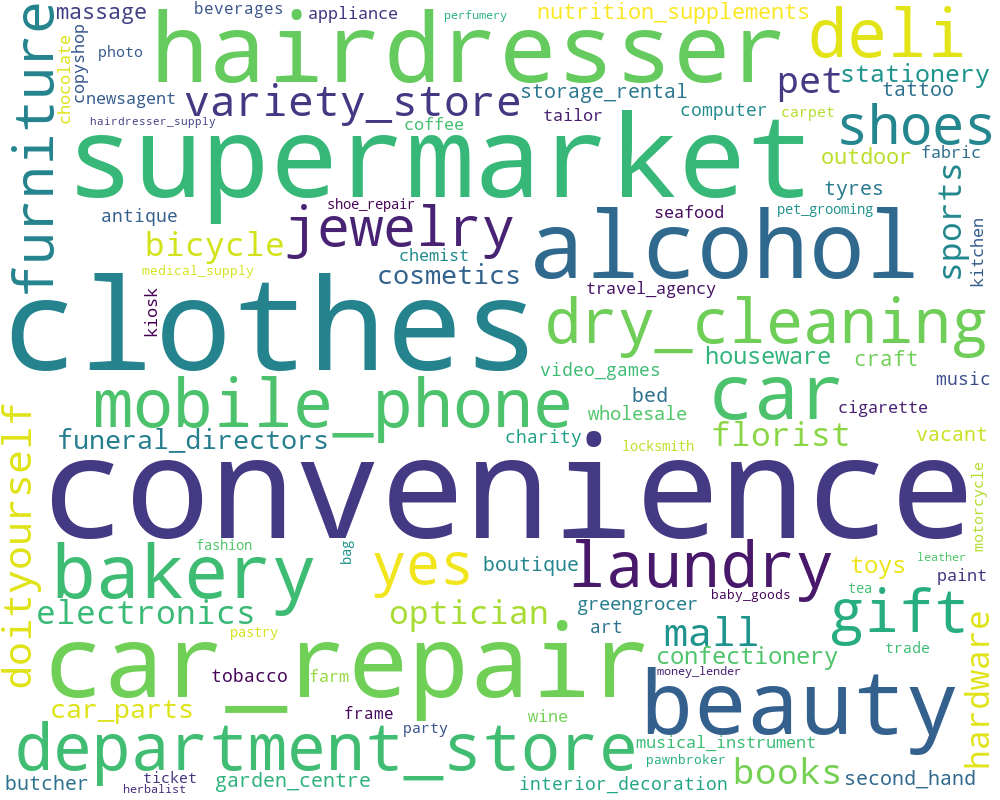 massage
beverages
appliance
perfumery
nutrition_supplements
furniture
chocolate
copyshop
photo
hairdresser
deli
newsagent
variety_store
storage_rental
pet
stationery
tattoo
hairdresser_supply
coffee
tailor
computer
carpet
shoes
supermarket
outdoor
fabric
antique
shoe_repair
seafood
tyres
pet_grooming
sports
kitchen
bicycle
jewelry
alcohol
chemist
medical_supply
cosmetics
kiosk
travel_agency
clothes
dry_cleaning
houseware
craft
video_games
music
mobile_phone
bed
car
wholesale
cigarette
doityourself
funeral_directors
charity
locksmith
florist
vacant
convenience
motorcycle
fashion
bag
yes
boutique
laundry
toys
leather
paint
bakery
baby_goods
tea
electronics
optician
greengrocer
gift
pastry
art
mall
trade
hardware
car_repair
confectionery
tobacco
farm
money_lender
car_parts
frame
wine
beauty
party
department_store
musical_instrument
pawnbroker
butcher
ticket
herbalist
garden_centre
interior_decoration
books
second_hand